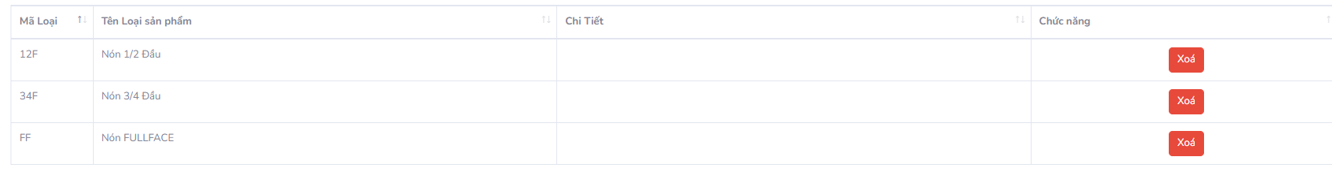 Mã Loại Tên Loại sản phẩm Chi Tiết Chức năng
12F Nón 1/2 Đầu Xoá
34F Nón 3/4 Đầu Xoá
FF Nón FULLFACE Xoá